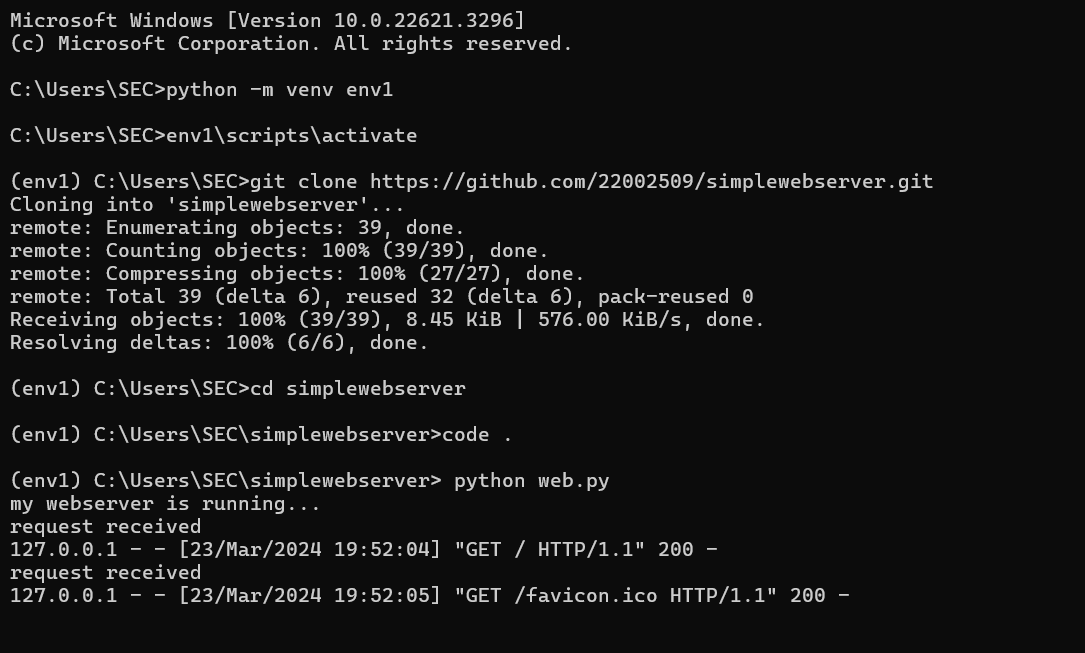 Microsoft Windows [Version 10.0.22621.3296]
(c) Microsoft Corporation. All rights reserved.
C:\Users\SEC>python -m venv env1
C:\Users\SEC>env1\scripts\activate
(env1) C:\Users\SEC>git clone https://github.com/22002509/simplewebserver.git
Cloning into 'simplewebserver'...
remote: Enumerating objects: 39, done.
remote: Counting objects: 100% (39/39), done.
remote: Compressing objects: 100% (27/27), done.
remote: Total 39 (delta 6), reused 32 (delta 6), pack-reused 0
Receiving objects: 100% (39/39), 8.45 KiB | 576.00 KiB/s, done.
Resolving deltas: 100% (6/6), done.
(env1) C:\Users\SEC>cd simplewebserver
(env1) C:\Users\SEC\simplewebserver>code .
(env1) C:\Users\SEC\simplewebserver> python web.py
my webserver is running...
request received
127.0.0.1 - - [23/Mar/2024 19:52:04] "GET / HTTP/1.1" 200 -
request received
127.0.0.1 - - [23/Mar/2024 19:52:05] "GET /favicon.ico HTTP/1.1" 200 -